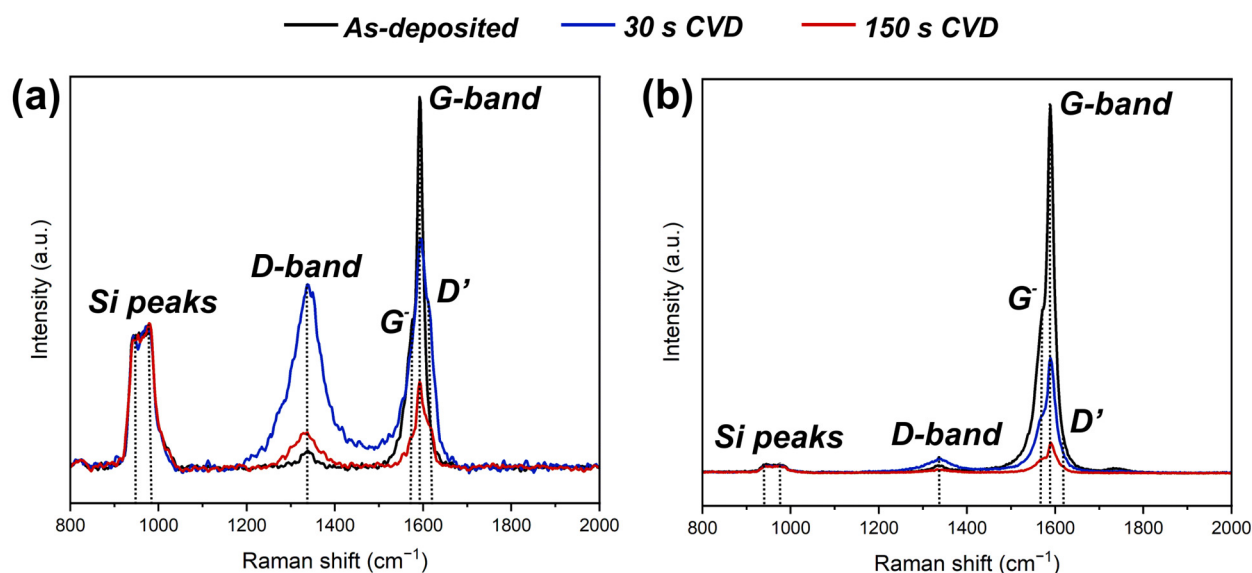 As-deposited 30 s CVD 150 s CVD
(a)
G-band
D-band
D’
G-
Si peaks
Intensity (a.u.)
800 1000 1200 1400 1600 1800 2000
Raman shift (cm−1)
(b)
G-band
G-
D’
D-band
Si peaks
Intensity (a.u.)
800 1000 1200 1400 1600 1800 2000
Raman shift (cm−1)